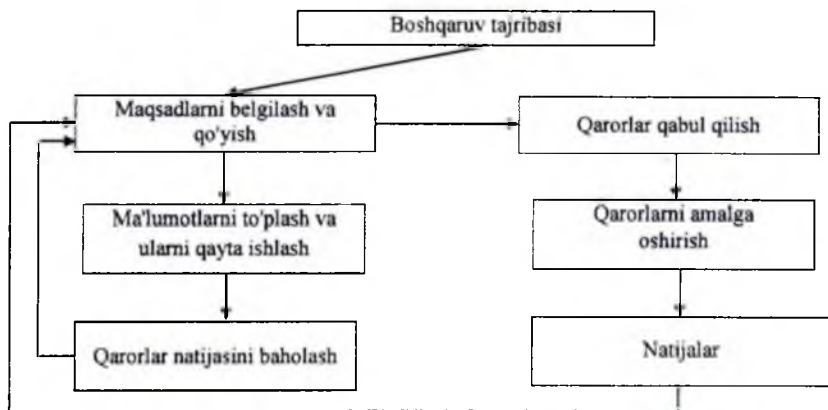 Boshqaruv tajribasi
Maqsadlarni belgilash va
qo'yish
Qarorlar qabul qilish
Ma'lumotlarni to'plash va
ularni qayta ishlash
Qarorlarni amalga
oshirish
Qarorlar natijasini baholash
Natijalar